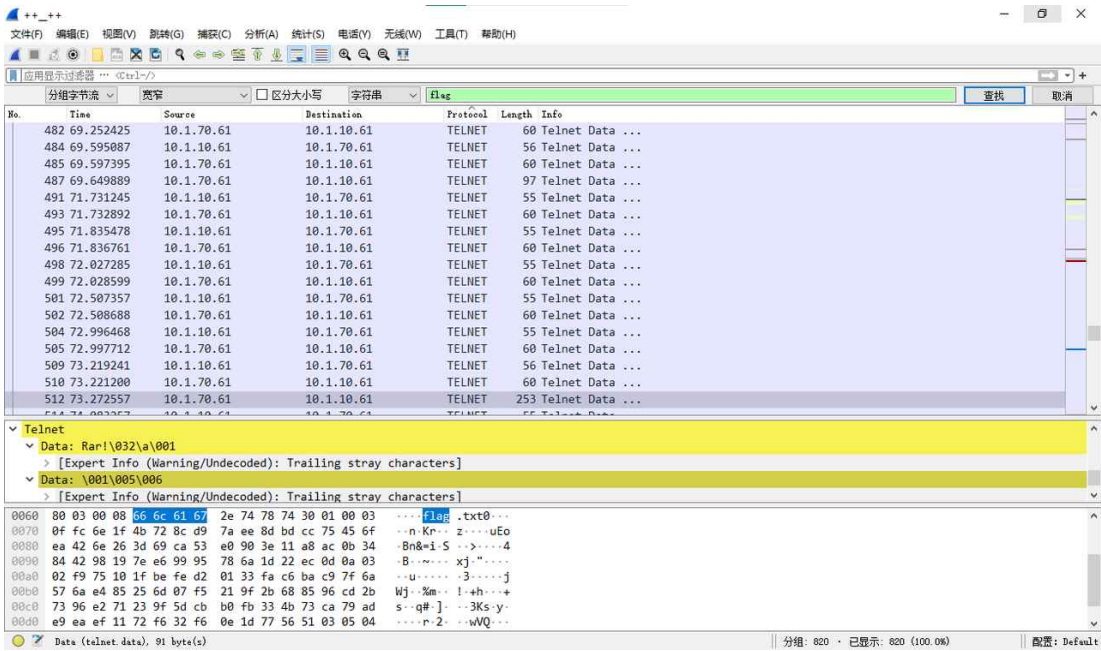 ++_++
文件(F) 编辑(E) 视图(V) 跳转(G) 捕获(C) 分析(A) 统计(S) 电话(Y) 无线(W) 工具(T) 帮助(H)
应用显示过滤器 … <Ctrl-/>
分组字节流 宽窄 区分大小写 字符串 flag 查找 取消
No. Time Source Destination Protocol Length Info
482 69.252425 10.1.70.61 10.1.10.61 TELNET 60 Telnet Data ...
484 69.595087 10.1.10.61 10.1.70.61 TELNET 56 Telnet Data ...
485 69.597395 10.1.70.61 10.1.10.61 TELNET 60 Telnet Data ...
487 69.649889 10.1.70.61 10.1.10.61 TELNET 97 Telnet Data ...
491 71.731245 10.1.10.61 10.1.70.61 TELNET 55 Telnet Data ...
493 71.732892 10.1.70.61 10.1.10.61 TELNET 60 Telnet Data ...
495 71.835478 10.1.10.61 10.1.70.61 TELNET 55 Telnet Data ...
496 71.836761 10.1.70.61 10.1.10.61 TELNET 60 Telnet Data ...
498 72.027285 10.1.10.61 10.1.70.61 TELNET 55 Telnet Data ...
499 72.028599 10.1.70.61 10.1.10.61 TELNET 60 Telnet Data ...
501 72.507357 10.1.10.61 10.1.70.61 TELNET 55 Telnet Data ...
502 72.508688 10.1.70.61 10.1.10.61 TELNET 60 Telnet Data ...
504 72.996468 10.1.10.61 10.1.70.61 TELNET 55 Telnet Data ...
505 72.997712 10.1.70.61 10.1.10.61 TELNET 60 Telnet Data ...
509 73.219241 10.1.10.61 10.1.70.61 TELNET 56 Telnet Data ...
510 73.221200 10.1.70.61 10.1.10.61 TELNET 60 Telnet Data ...
512 73.272557 10.1.70.61 10.1.10.61 TELNET 253 Telnet Data ...
Telnet
Data: Rar!\032\a\001
[Expert Info (Warning/Undecoded): Trailing stray characters]
Data: \001\005\006
[Expert Info (Warning/Undecoded): Trailing stray characters]
0060 80 03 00 08 66 6c 61 67 2e 74 78 74 30 01 00 03 ····flag .txt0···
0070 0f fc 6e 1f 4b 72 8c d9 7a ee 8d bd cc 75 45 6f ··n·Kr·· z····uEo
0080 ea 42 6e 26 3d 69 ca 53 e0 90 3e 11 a8 ac 0b 34 ·Bn&=i·S ··>····4
0090 84 42 98 19 7e e6 99 95 78 6a 1d 22 ec 0d 0a 03 ·B··~··· xj·"····
00a0 02 f9 75 10 1f be fe d2 01 33 fa c6 ba c9 7f 6a ··u····· ·3·····j
00b0 57 6a e4 85 25 6d 07 f5 21 9f 2b 68 85 96 cd 2b Wj··%m·· !·+h···+
00c0 73 96 e2 71 23 9f 5d cb b0 fb 33 4b 73 ca 79 ad s··q#·]· ··3Ks·y·
00d0 e9 ea ef 11 72 f6 32 f6 0e 1d 77 56 51 03 05 04 ····r·2· ··wVQ···
Data (telnet.data), 91 byte(s) 分组: 820 · 已显示: 820 (100.0%) 配置: Default